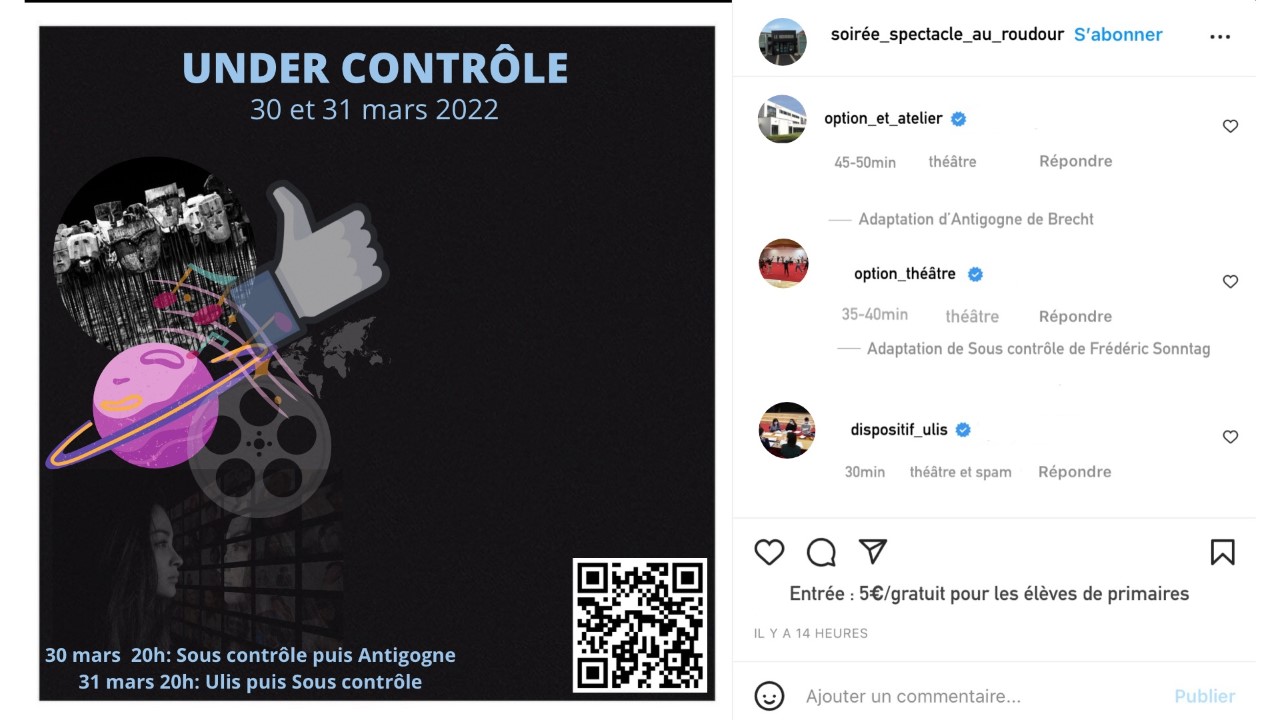 UNDER CONTRÔLE
30 et 31 mars 2022
30 mars 20h: Sous contrôle puis Antigogne
31 mars 20h: Ulis puis Sous contrôle
soirée_spectacle_au_roudour S'abonner
option_et_atelier
45-50min théâtre Répondre
Adaptation d'Antigogne de Brecht
option_théâtre
35-40min théâtre Répondre
Adaptation de Sous contrôle de Frédéric Sonntag
dispositif_ulis
30min théâtre et spam Répondre
Entrée : 5€/gratuit pour les élèves de primaires
IL Y A 14 HEURES
Ajouter un commentaire... Publier